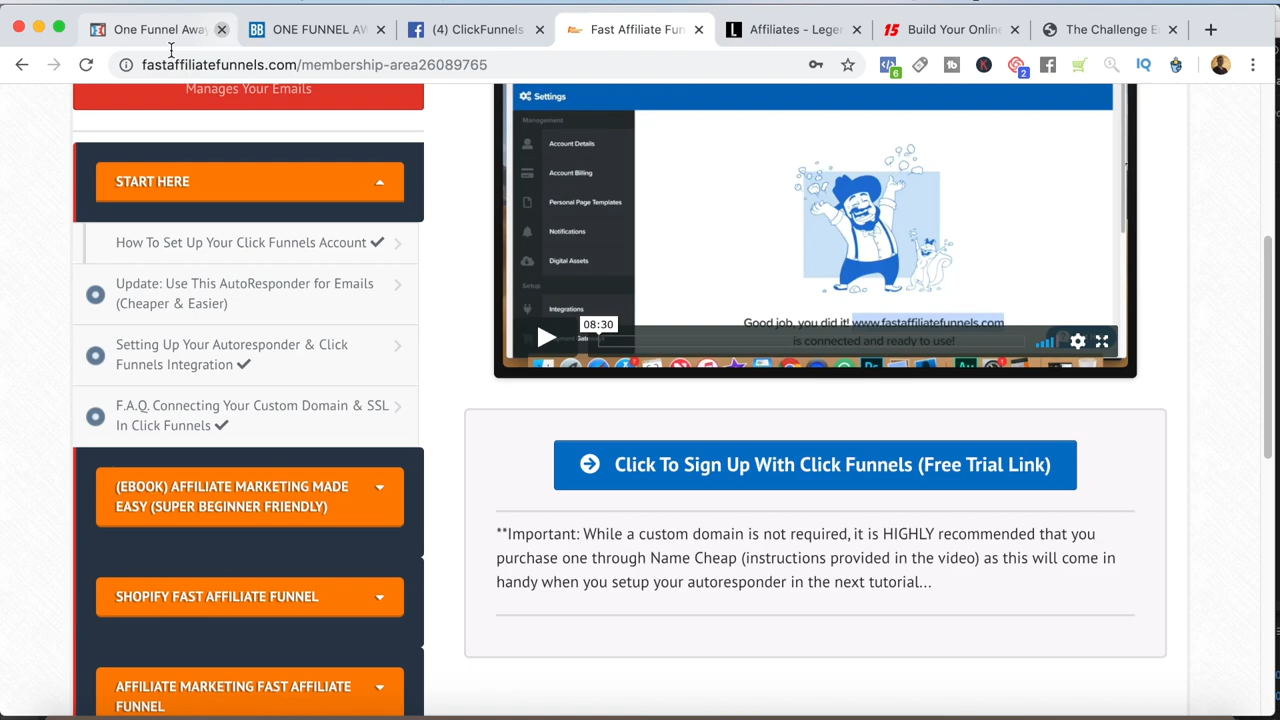 One Funnel Away
ONE FUNNEL AW
(4) ClickFunnels
Fast Affiliate Fun
Affiliates - Leger
Build Your Online
The Challenge E
fastaffiliatefunnels.com/membership-area26089765
6
2
Manages Your Emails
START HERE
How To Set Up Your Click Funnels Account
Update: Use This AutoResponder for Emails
(Cheaper & Easier)
Setting Up Your Autoresponder & Click
Funnels Integration
F.A.Q. Connecting Your Custom Domain & SSL
In Click Funnels
(EBOOK) AFFILIATE MARKETING MADE
EASY (SUPER BEGINNER FRIENDLY)
SHOPIFY FAST AFFILIATE FUNNEL
AFFILIATE MARKETING FAST AFFILIATE
FUNNEL
Settings
Management
Account Details
Account Billing
Personal Page Templates
Notifications
Digital Assets
Setup
Integrations
08:30
Good job, you did it! www.fastaffiliatefunnels.com
is connected and ready to use!
Click To Sign Up With Click Funnels (Free Trial Link)
**Important: While a custom domain is not required, it is HIGHLY recommended that you
purchase one through Name Cheap (instructions provided in the video) as this will come in
handy when you setup your autoresponder in the next tutorial...